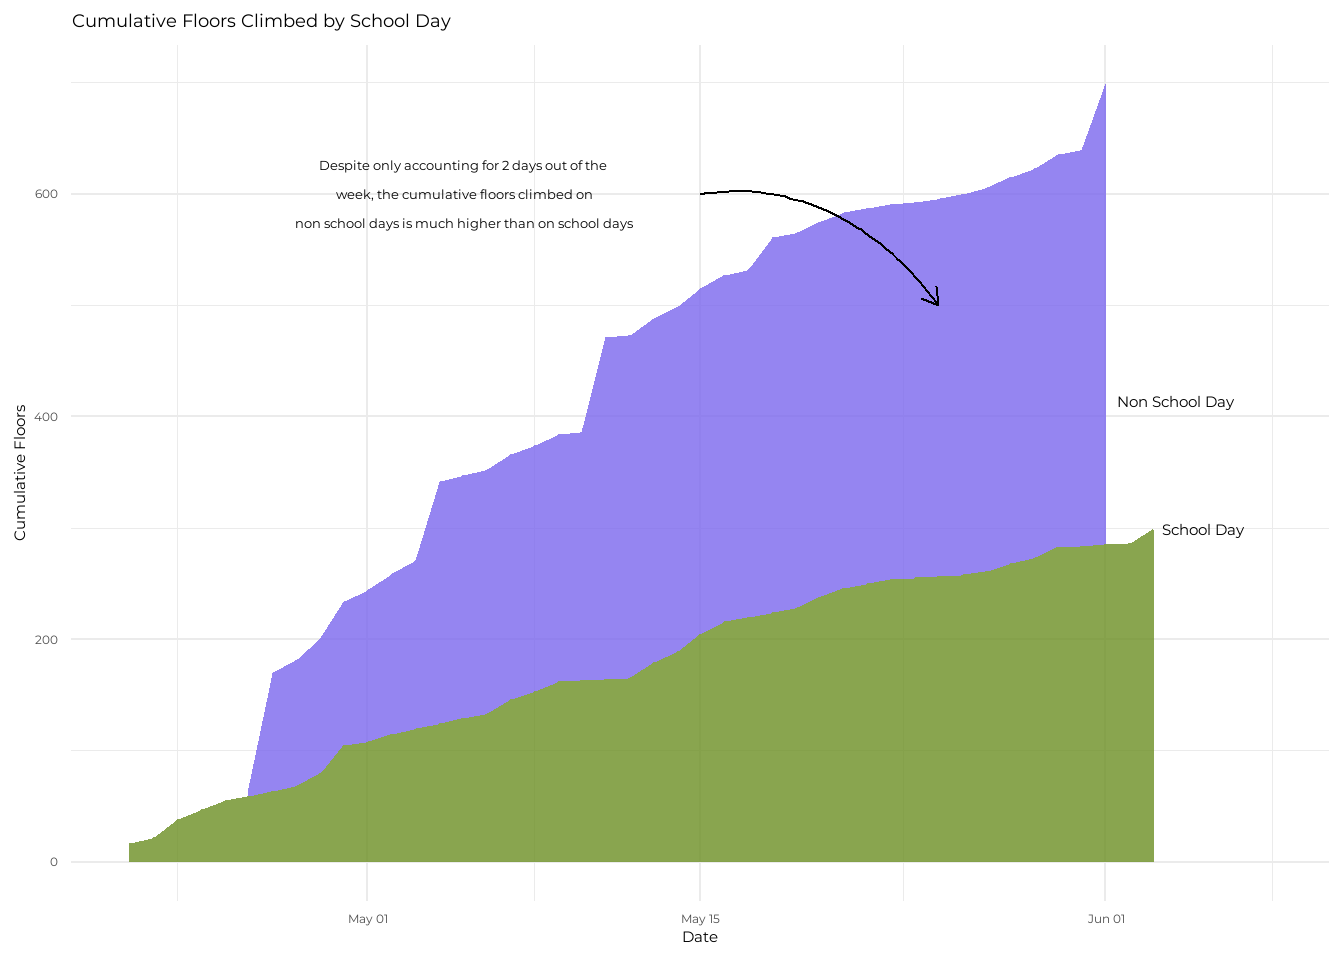 Cumulative Floors Climbed by School Day
Despite only accounting for 2 days out of the
week, the cumulative floors climbed on
non school days is much higher than on school days
600
400
200
0
Cumulative Floors
Non School Day
School Day
May 01
May 15
Jun 01
Date